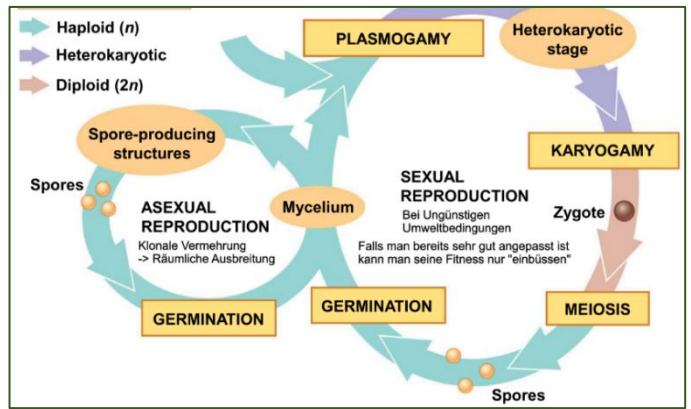 Haploid (n)
Heterokaryotic
Diploid (2n)
PLASMOGAMY
Heterokaryotic
stage
Spore-producing
structures
KARYOGAMY
Spores
ASEXUAL
REPRODUCTION
Klonale Vermehrung
-> Räumliche Ausbreitung
Mycelium
SEXUAL
REPRODUCTION
Bei Ungünstigen
Umweltbedingungen
Falls man bereits sehr gut angepasst ist
kann man seine Fitness nur "einbüssen"
Zygote
GERMINATION
GERMINATION
MEIOSIS
Spores